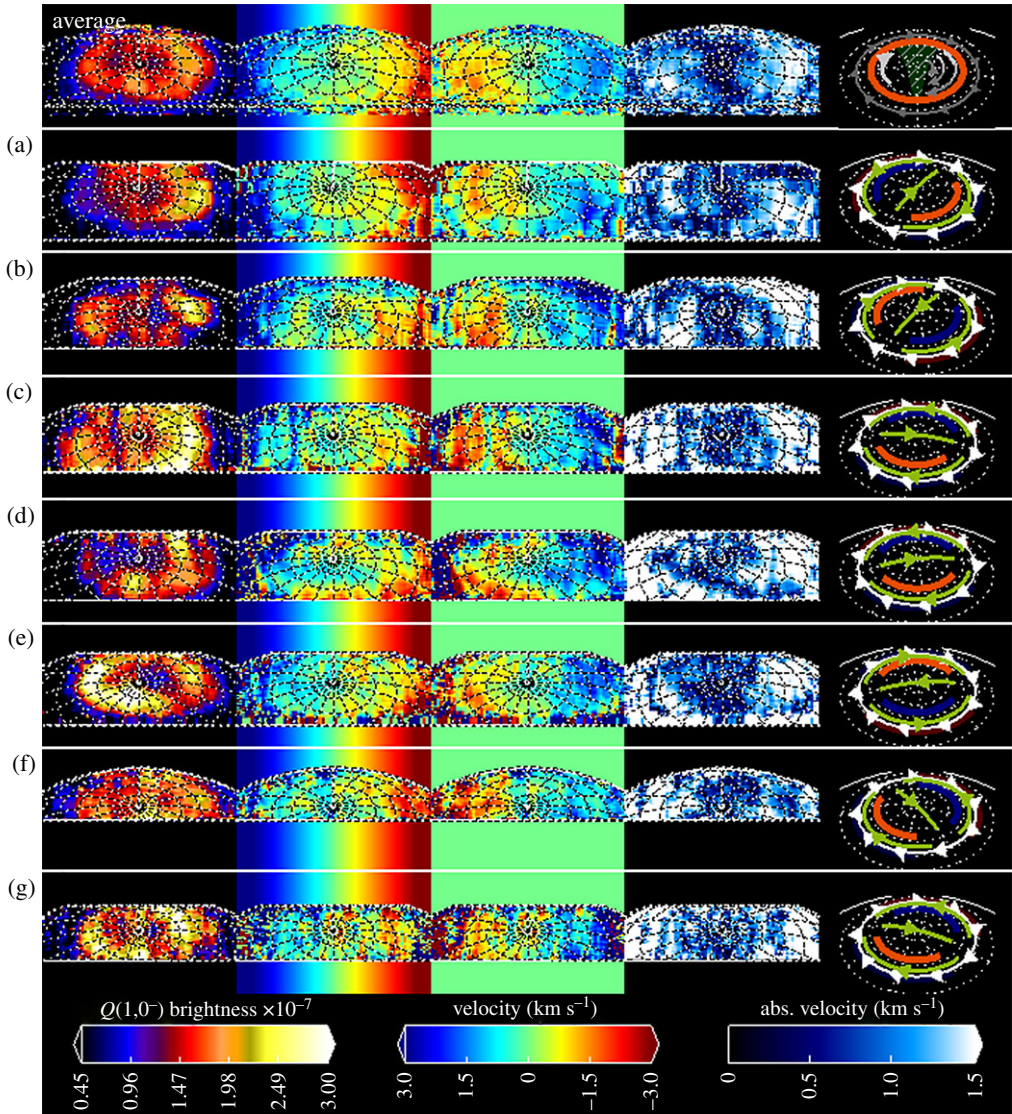 average
(a)
(b)
(c)
(d)
(e)
(f)
(g)
Q(1,0⁻) brightness ×10⁻⁷
velocity (km s⁻¹)
abs. velocity (km s⁻¹)
0.45 0.96 1.47 1.98 2.49 3.00
3.0 1.5 0 −1.5 −3.0
0 0.5 1.0 1.5